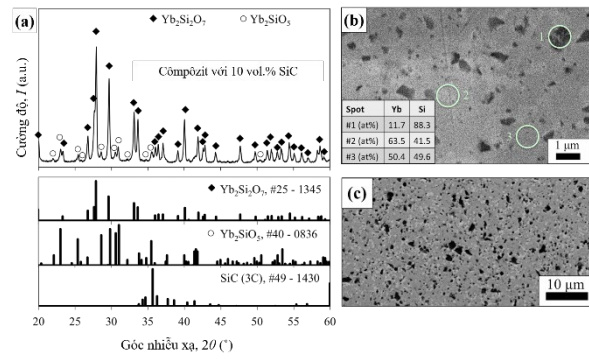 (a)
◆ Yb₂Si₂O₇ ○ Yb₂SiO₅
Cômpôzit với 10 vol.% SiC
Cường độ, I (a.u.)
Yb₂Si₂O₇, #25 - 1345
Yb₂SiO₅, #40 - 0836
SiC (3C), #49 - 1430
20 25 30 35 40 45 50 55 60
Góc nhiễu xạ, 2θ (°)
(b)
1
2
3
Spot Yb Si
#1 (at%) 11.7 88.3
#2 (at%) 63.5 41.5
#3 (at%) 50.4 49.6
1 µm
(c)
10 µm